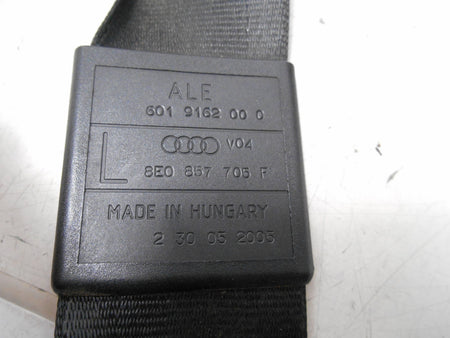 ALE
601 9162 00 0
L V04
8E0 857 705 F
MADE IN HUNGARY
2 30 05 2005